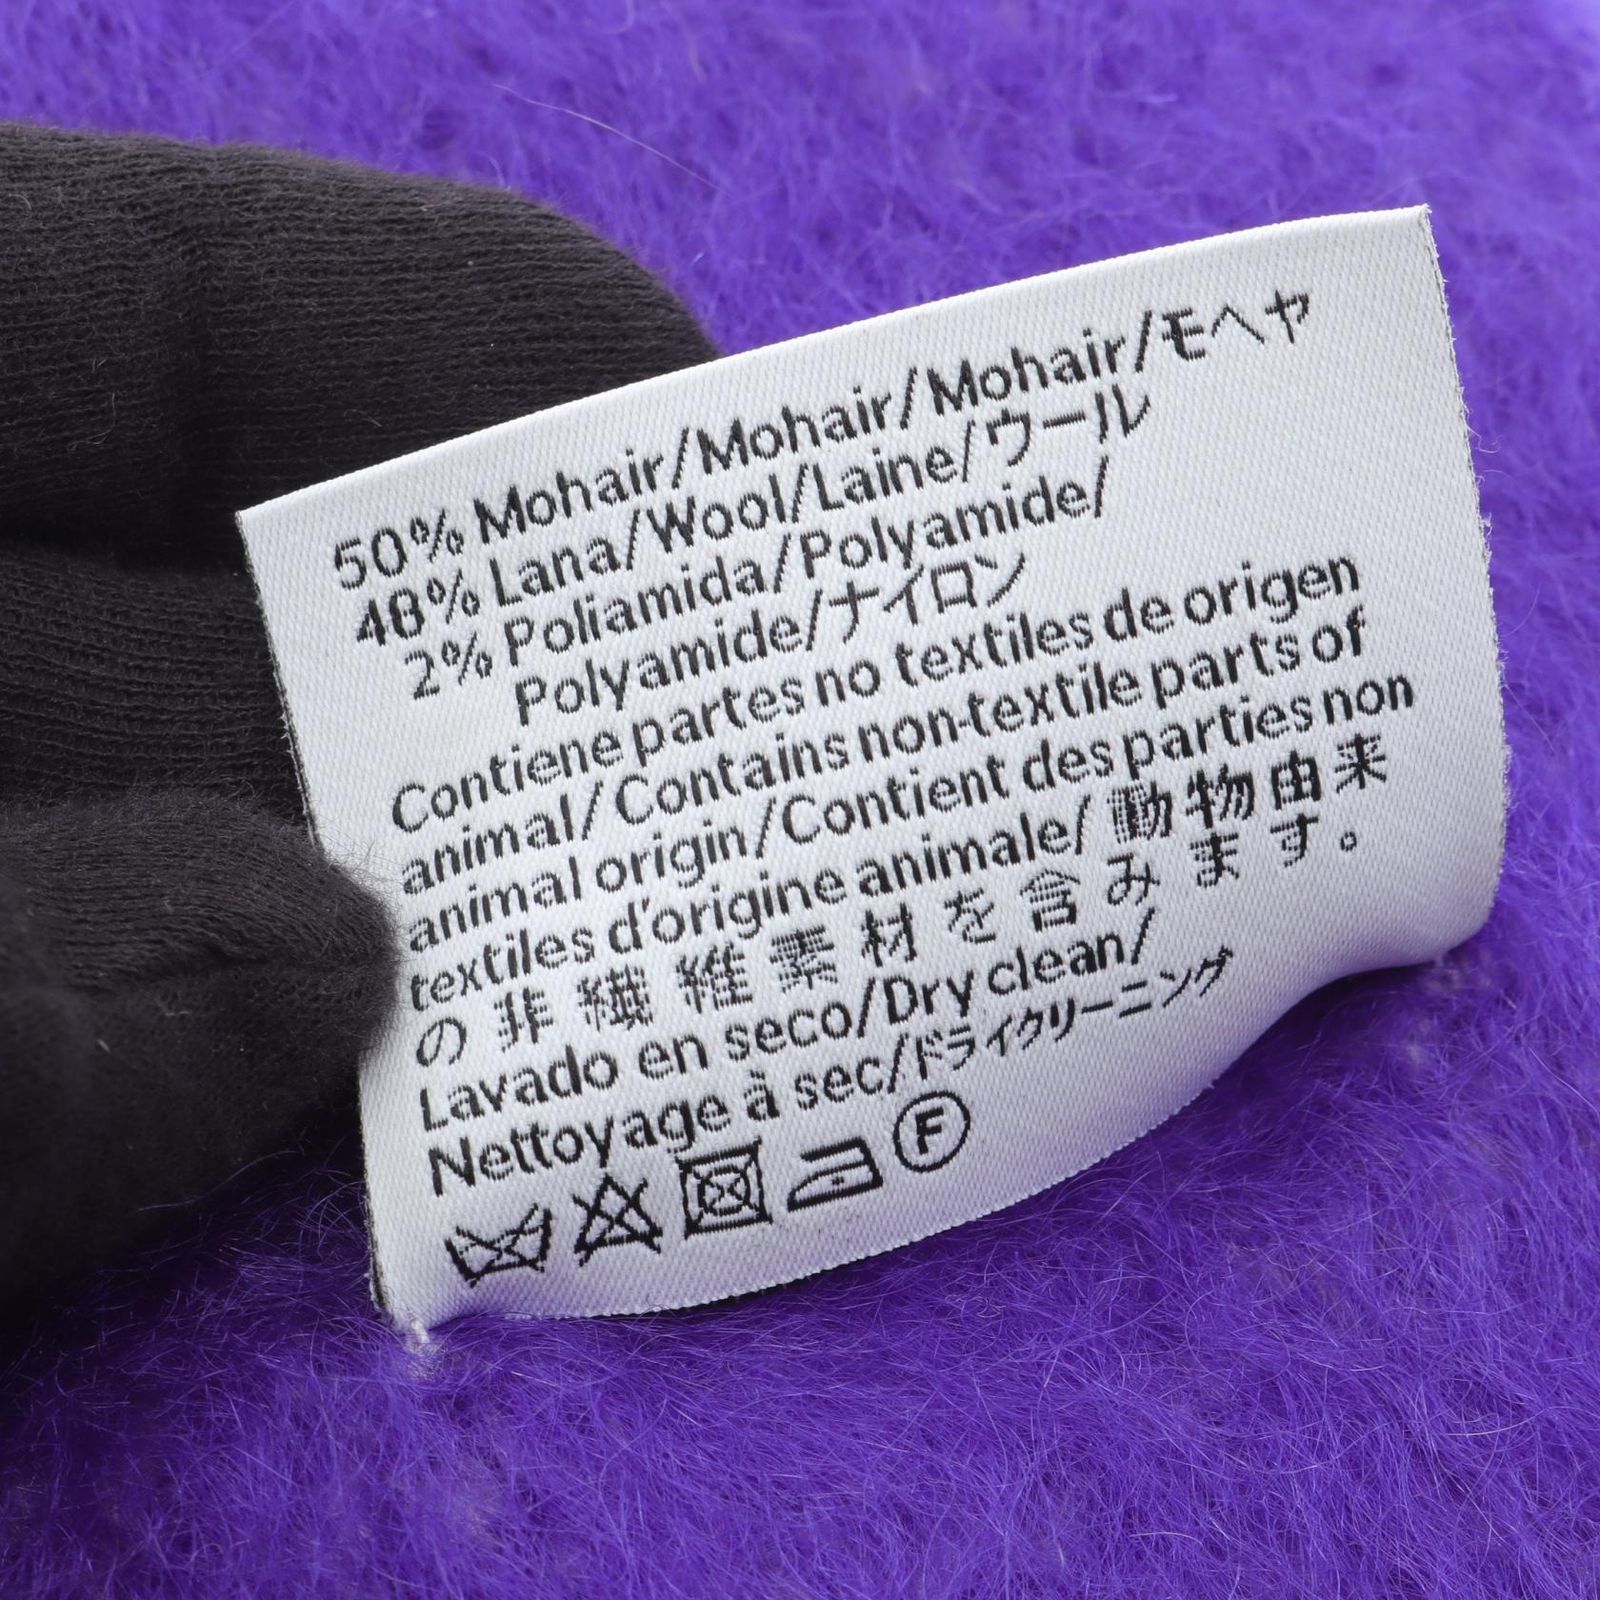 50% Mohair/Mohair/Mohair/モヘヤ
48% Lana/Wool/Laine/ウール
2% Poliamida/Polyamide/
Polyamide/ナイロン
Contiene partes no textiles de origen
animal/Contains non-textile parts of
animal origin/Contient des parties non
textiles d'origine animale/動物由来
の非繊維素材を含みます。
Lavado en seco/Dry clean/
Nettoyage à sec/ドライクリーニング
F